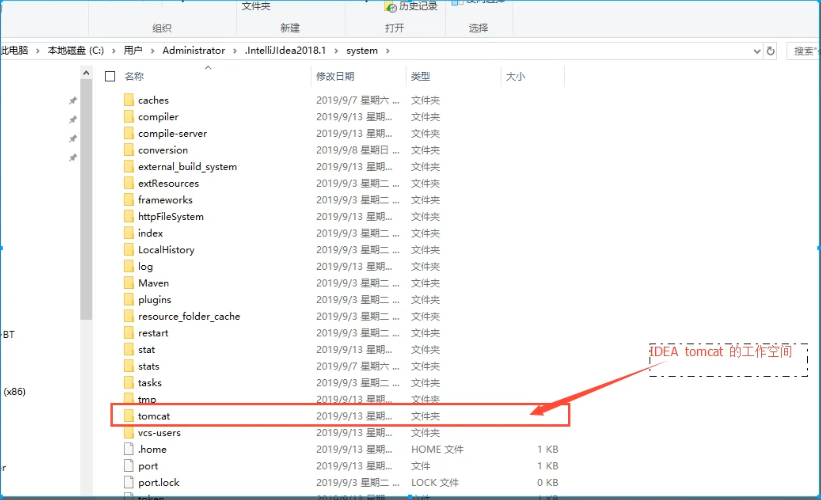 文件夹
历史记录
组织 新建 打开 选择
此电脑 › 本地磁盘 (C:) › 用户 › Administrator › .IntelliJIdea2018.1 › system ›
搜索"
名称 修改日期 类型 大小
caches 2019/9/7 星期六 ... 文件夹
compiler 2019/9/13 星期... 文件夹
compile-server 2019/9/13 星期... 文件夹
conversion 2019/9/8 星期日 ... 文件夹
external_build_system 2019/9/13 星期... 文件夹
extResources 2019/9/3 星期二 ... 文件夹
frameworks 2019/9/3 星期二 ... 文件夹
httpFileSystem 2019/9/13 星期... 文件夹
index 2019/9/3 星期二 ... 文件夹
LocalHistory 2019/9/3 星期二 ... 文件夹
log 2019/9/13 星期... 文件夹
Maven 2019/9/3 星期二 ... 文件夹
plugins 2019/9/3 星期二 ... 文件夹
resource_folder_cache 2019/9/3 星期二 ... 文件夹
-BT
restart 2019/9/3 星期二 ... 文件夹
stat 2019/9/13 星期... 文件夹
IDEA tomcat 的工作空间
stats 2019/9/7 星期六 ... 文件夹
tasks 2019/9/3 星期二 ... 文件夹
(x86)
tmp 2019/9/13 星期... 文件夹
tomcat 2019/9/13 星期... 文件夹
vcs-users 2019/9/13 星期... 文件夹
.home 2019/9/13 星期... HOME 文件 1 KB
port 2019/9/13 星期... 文件 1 KB
port.lock 2019/9/3 星期二 ... LOCK 文件 0 KB